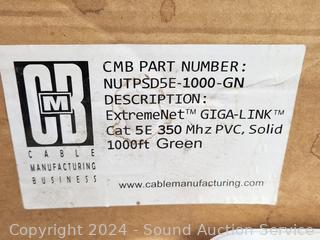 CMB
CABLE
MANUFACTURING
BUSINESS
CMB PART NUMBER:
NUTPSD5E-1000-GN
DESCRIPTION:
ExtremeNet™ GIGA-LINK™
Cat 5E 350 Mhz PVC, Solid
1000ft Green
www.cablemanufacturing.com
Copyright 2024 - Sound Auction Service